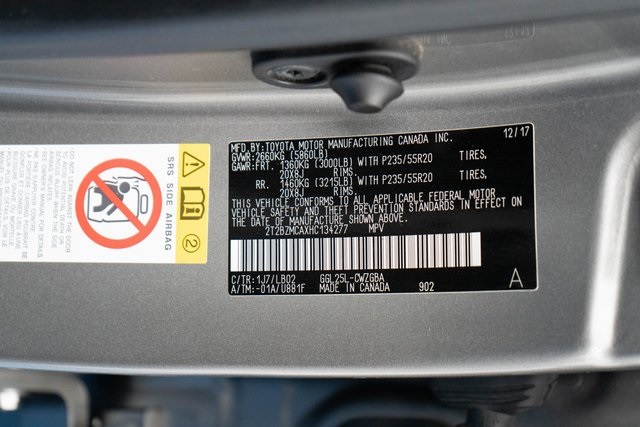 SRS SIDE AIRBAG
2
MFD. BY:TOYOTA MOTOR MANUFACTURING CANADA INC. 12/17
GVWR:2660KG (5860LB)
GAWR:FRT. 1360KG (3000LB) WITH P235/55R20 TIRES,
20X8J RIMS
RR. 1460KG (3215LB) WITH P235/55R20 TIRES,
20X8J RIMS
THIS VEHICLE CONFORMS TO ALL APPLICABLE FEDERAL MOTOR
VEHICLE SAFETY AND THEFT PREVENTION STANDARDS IN EFFECT ON
THE DATE OF MANUFACTURE SHOWN ABOVE.
2T2BZMCAXHC134277 MPV
C/TR:1J7/LB02 GGL25L-CWZGBA
A/TM:-01A/U881F MADE IN CANADA 902 A